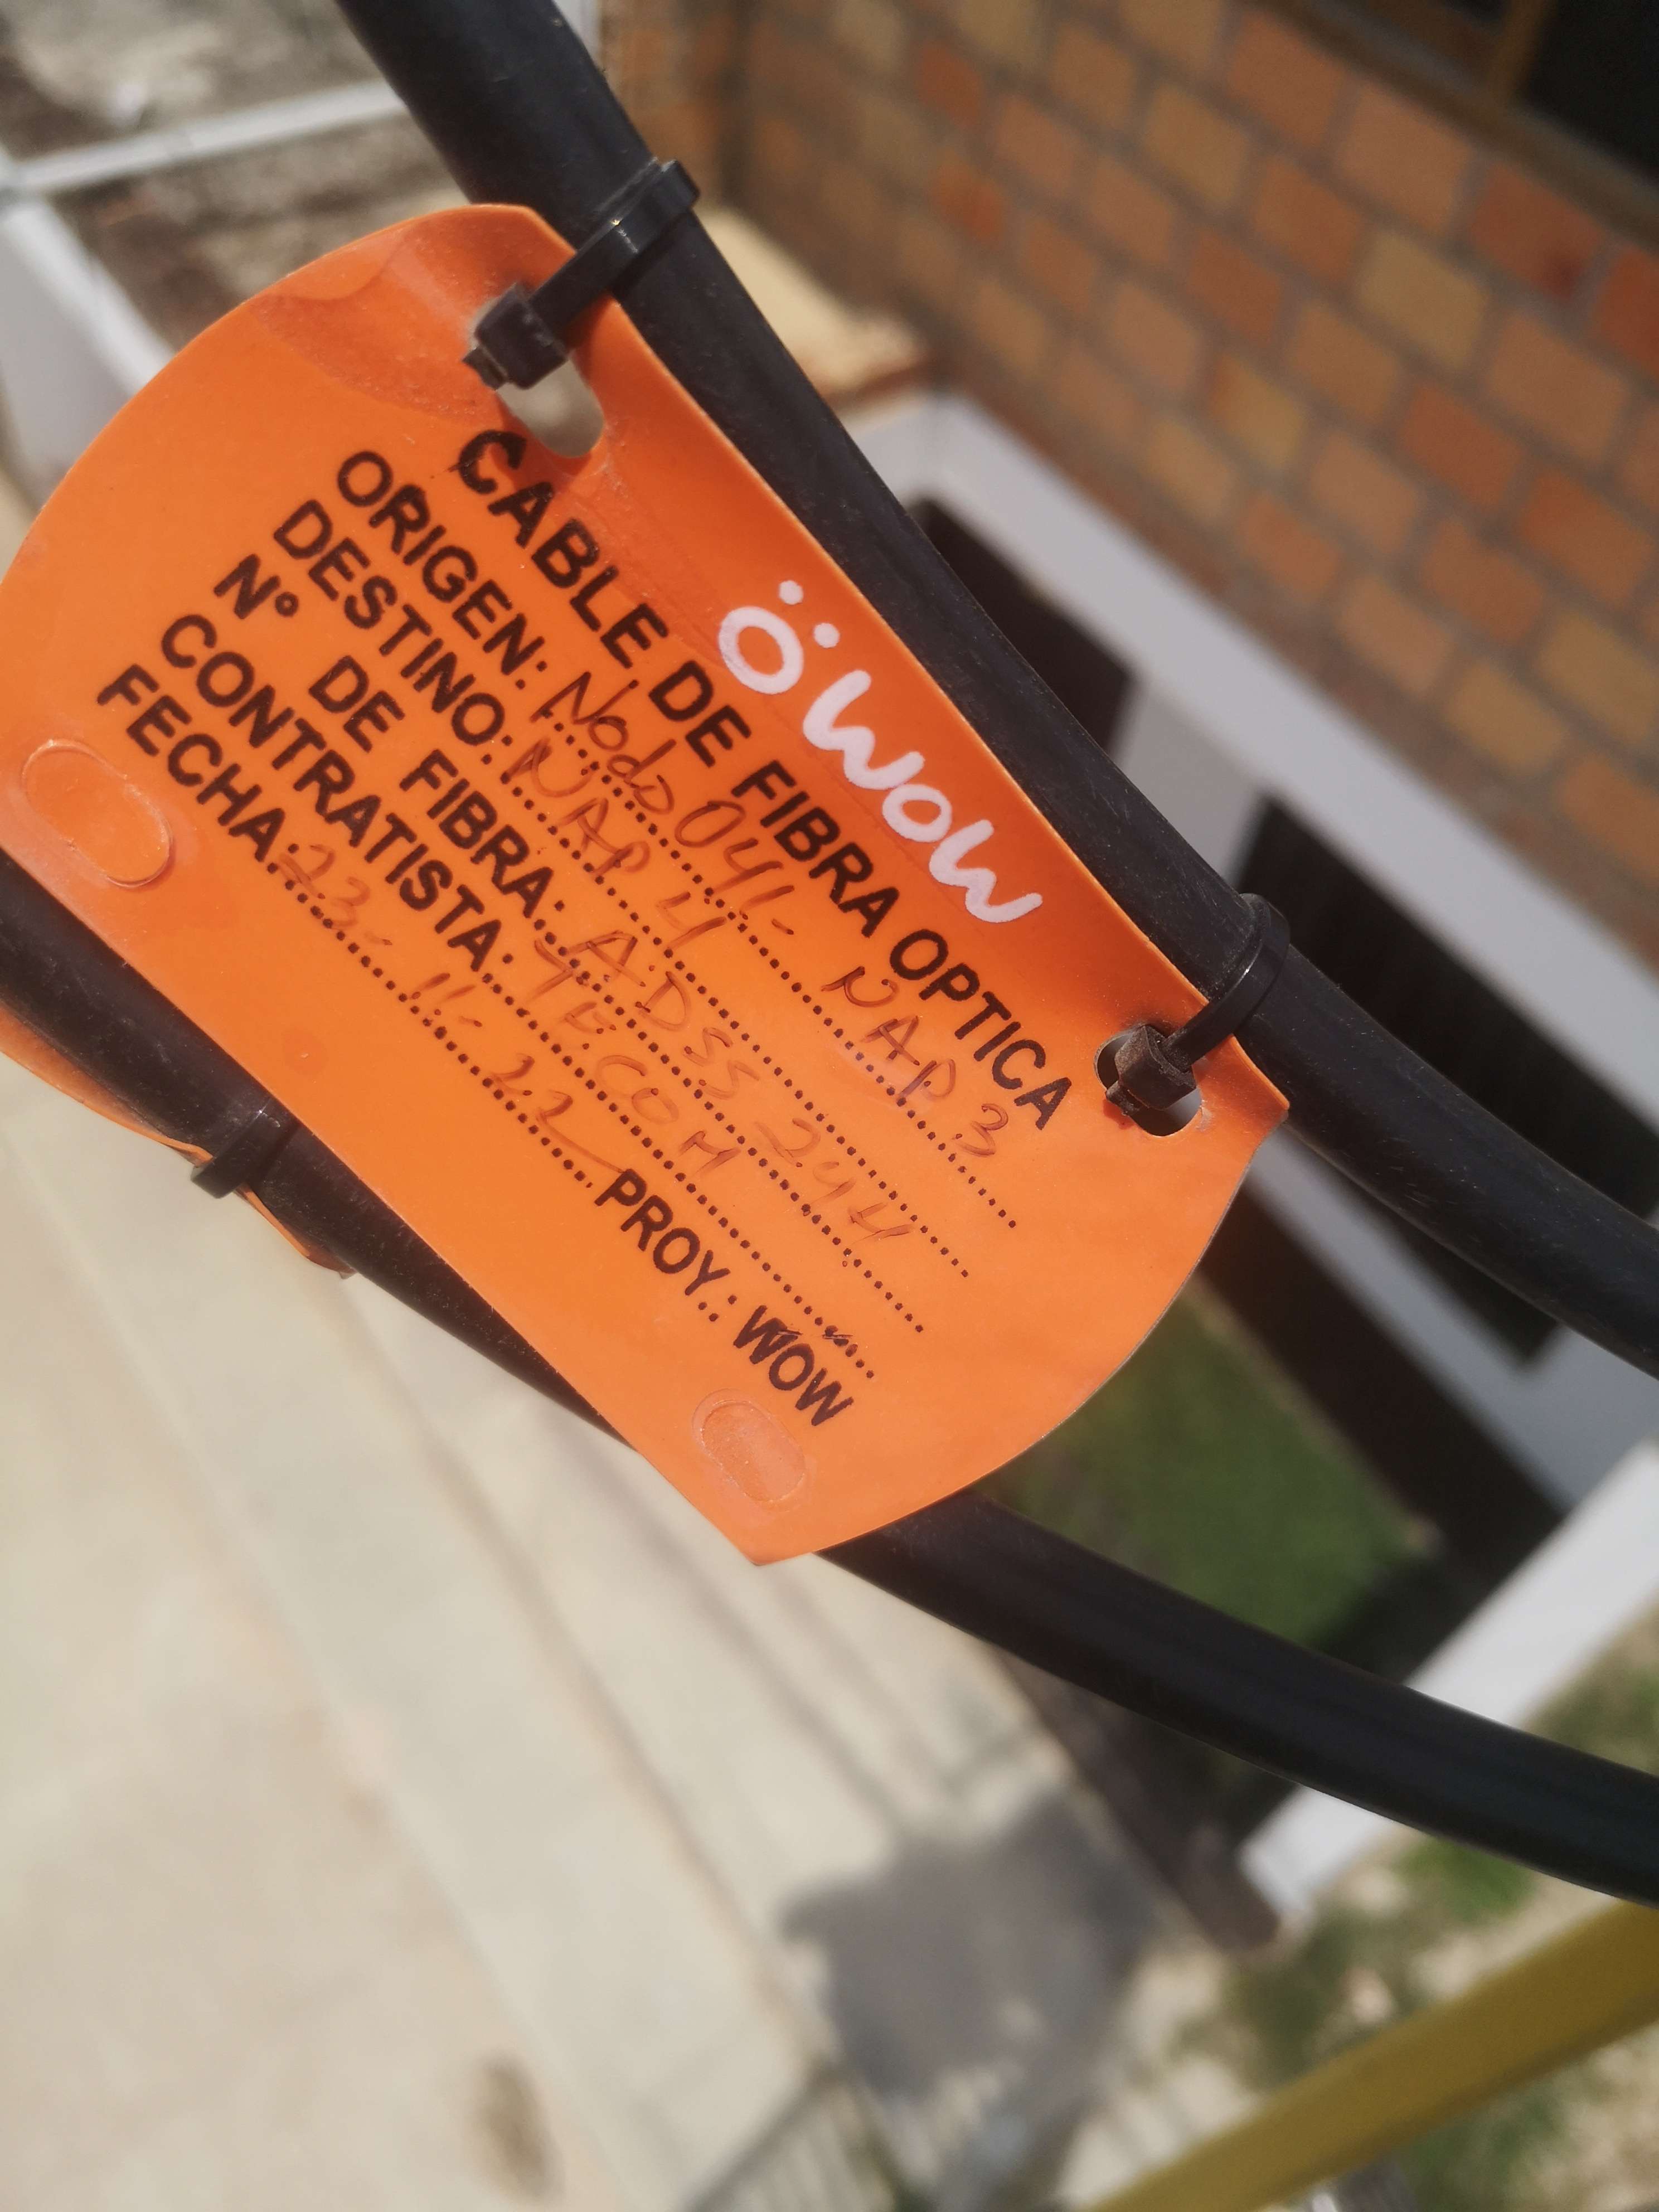 Ö WOW
CABLE DE FIBRA OPTICA
ORIGEN: Nodo 041- NAP 3
DESTINO: NAP 4
N° DE FIBRA: ADSS 244
CONTRATISTA: TELCOM
FECHA: 23-11-22 PROY.: WOW